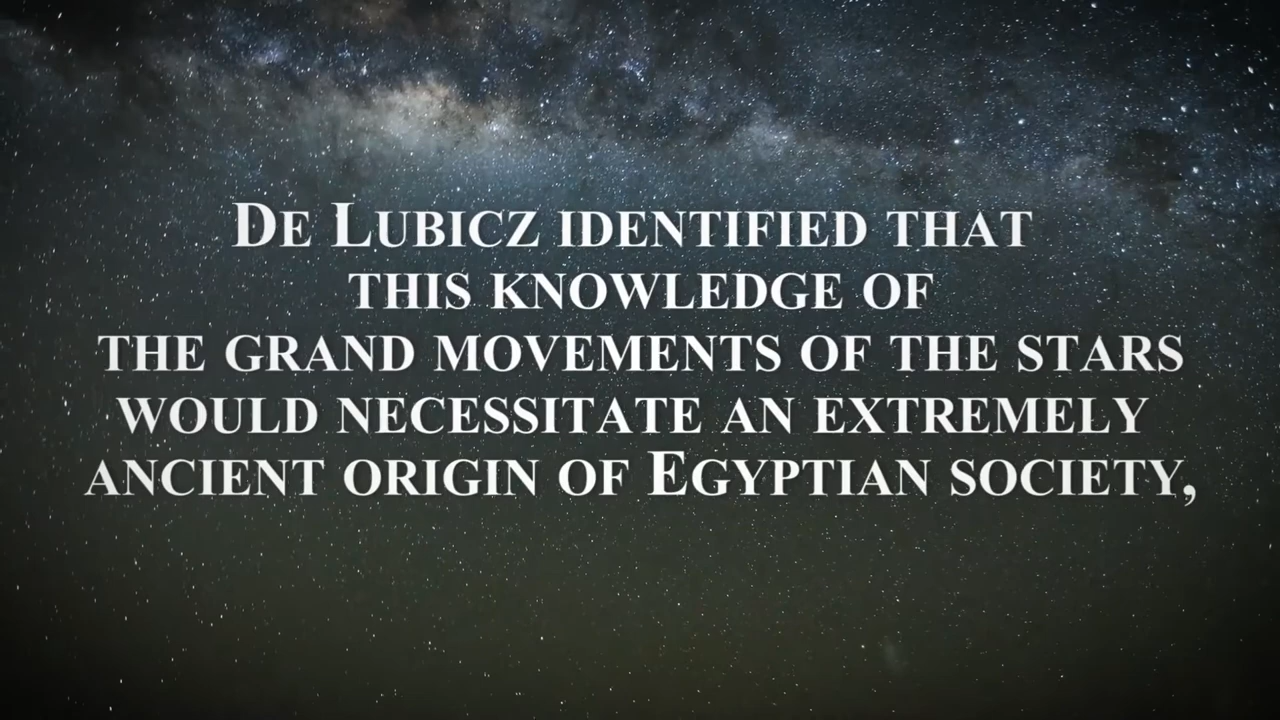 De Lubicz identified that
this knowledge of
the grand movements of the stars
would necessitate an extremely
ancient origin of Egyptian society,